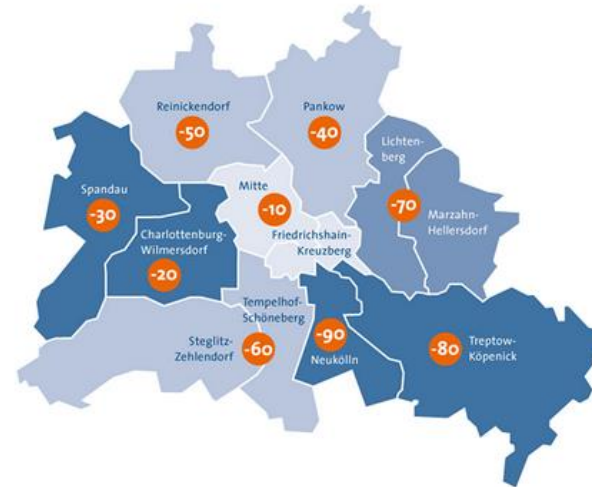 Reinickendorf
-50
Pankow
-40
Lichten-
berg
-70
Marzahn-
Hellersdorf
Spandau
-30
Mitte
-10
Charlottenburg-
Wilmersdorf
-20
Friedrichshain-
Kreuzberg
Tempelhof-
Schöneberg
Steglitz-
Zehlendorf
-60
-90
Neukölln
-80
Treptow-
Köpenick